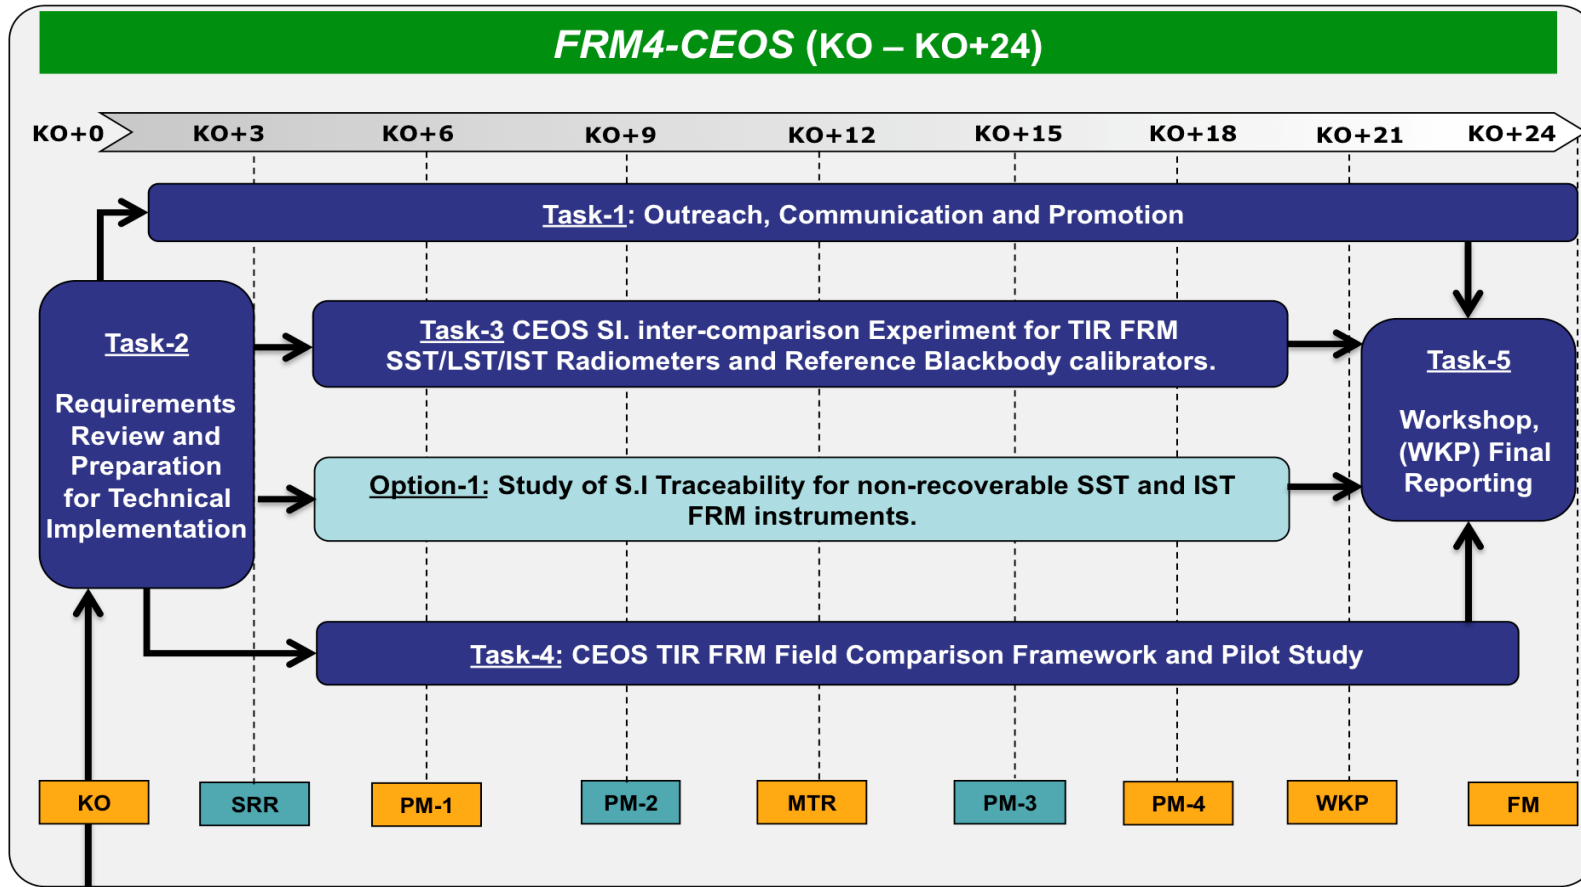 FRM4-CEOS (KO – KO+24)
KO+0 KO+3 KO+6 KO+9 KO+12 KO+15 KO+18 KO+21 KO+24
Task-1: Outreach, Communication and Promotion
Task-2
Requirements
Review and
Preparation
for Technical
Implementation
Task-3 CEOS SI. inter-comparison Experiment for TIR FRM
SST/LST/IST Radiometers and Reference Blackbody calibrators.
Option-1: Study of S.I Traceability for non-recoverable SST and IST
FRM instruments.
Task-4: CEOS TIR FRM Field Comparison Framework and Pilot Study
Task-5
Workshop,
(WKP) Final
Reporting
KO SRR PM-1 PM-2 MTR PM-3 PM-4 WKP FM